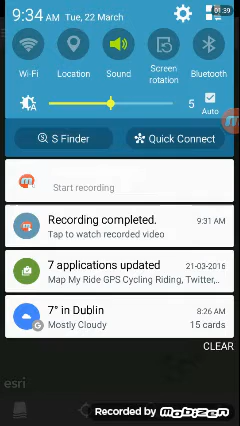 9:34 AM Tue, 22 March
01:39
Wi-Fi Location Sound Screen rotation Bluetooth
5 Auto
S Finder Quick Connect
Start recording
Recording completed. 9:31 AM
Tap to watch recorded video
7 applications updated 21-03-2016
Map My Ride GPS Cycling Riding, Twitter,..
7° in Dublin 8:26 AM
Mostly Cloudy 15 cards
CLEAR
esri
Recorded by MOBIZEN